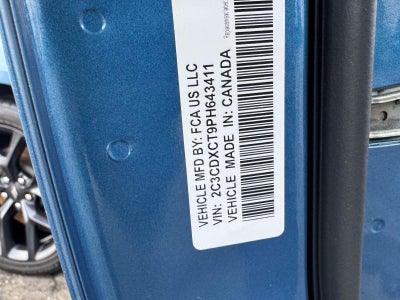 VEHICLE MFD BY: FCA US LLC
VIN: 2C3CDXCT9PH643411
VEHICLE MADE IN: CANADA